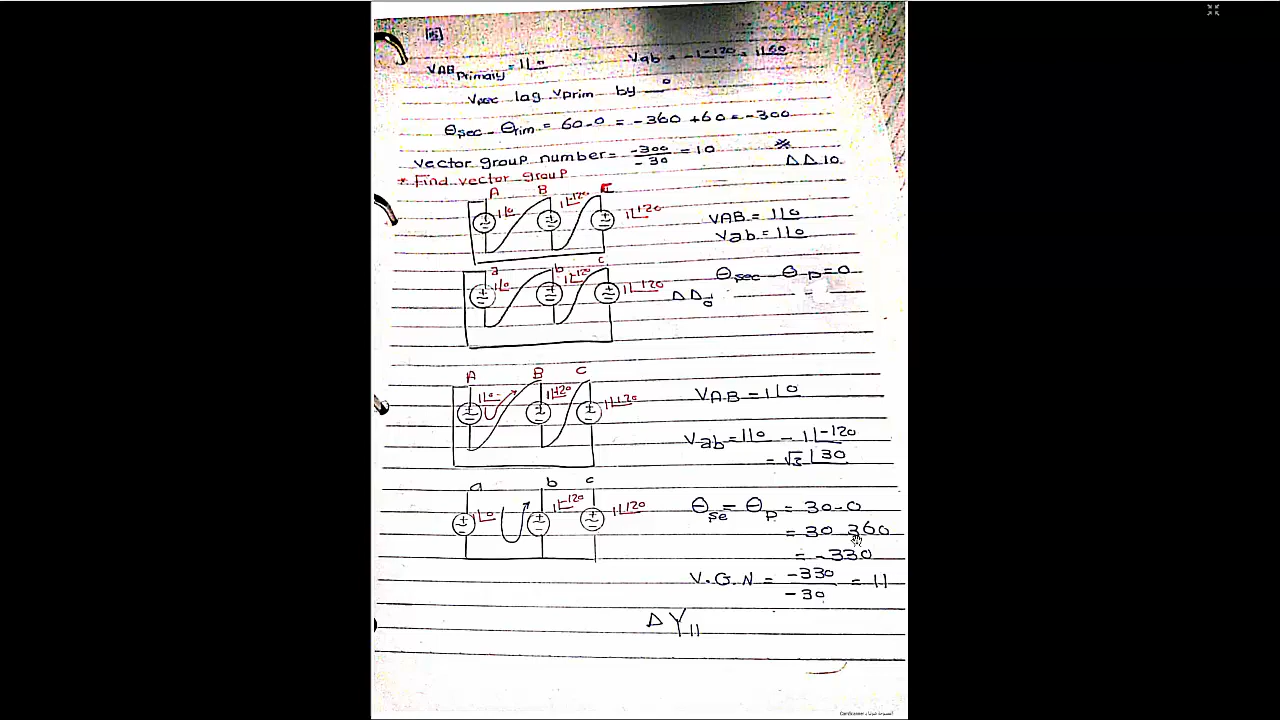 VAB Primary = 1∠0 Vab = -1∠-120 = 1∠60
Vsec lag Vprim by __°
θsec - θrim = 60-0 = -360 +60 = -300
vector group number = -300/-30 = 10 *
ΔΔ10
* Find vector group
A B C
1∠0 1∠-120 1∠120
VAB = 1∠0
Vab = 1∠0
a b c
1∠0 1∠-120 1∠120
θsec θ-p = 0
ΔΔ0
A B C
1∠0 1∠-120 1∠120
VA-B = 1∠0
Vab = 1∠0 - 1∠-120
= √3 ∠30
a b c
1∠0 1∠-120 1∠120
θse = θp = 30-0
= 30 360
= -330
V.G.N = -330/-30 = 11
ΔY11
CamScanner